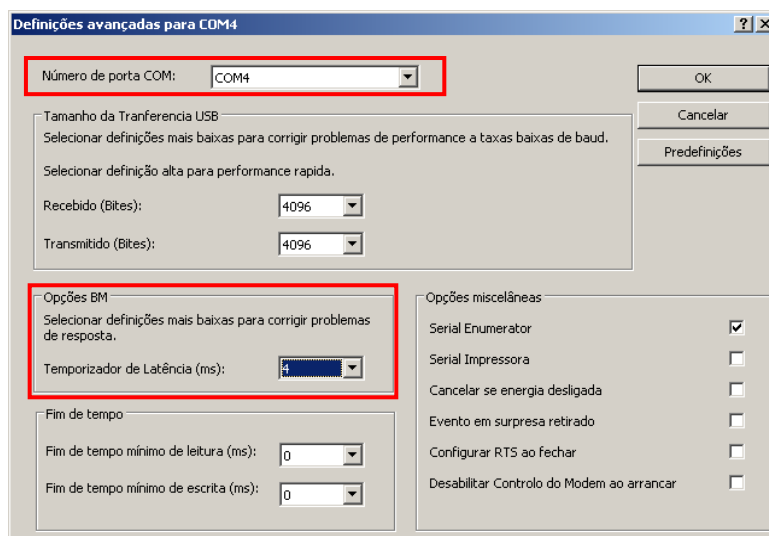 Definições avançadas para COM4
Número de porta COM: COM4
OK
Cancelar
Predefinições
Tamanho da Tranferencia USB
Selecionar definições mais baixas para corrigir problemas de performance a taxas baixas de baud.
Selecionar definição alta para performance rapida.
Recebido (Bites): 4096
Transmitido (Bites): 4096
Opções BM
Selecionar definições mais baixas para corrigir problemas
de resposta.
Temporizador de Latência (ms): 4
Fim de tempo
Fim de tempo mínimo de leitura (ms): 0
Fim de tempo mínimo de escrita (ms): 0
Opções miscelâneas
Serial Enumerator
Serial Impressora
Cancelar se energia desligada
Evento em surpresa retirado
Configurar RTS ao fechar
Desabilitar Controlo do Modem ao arrancar